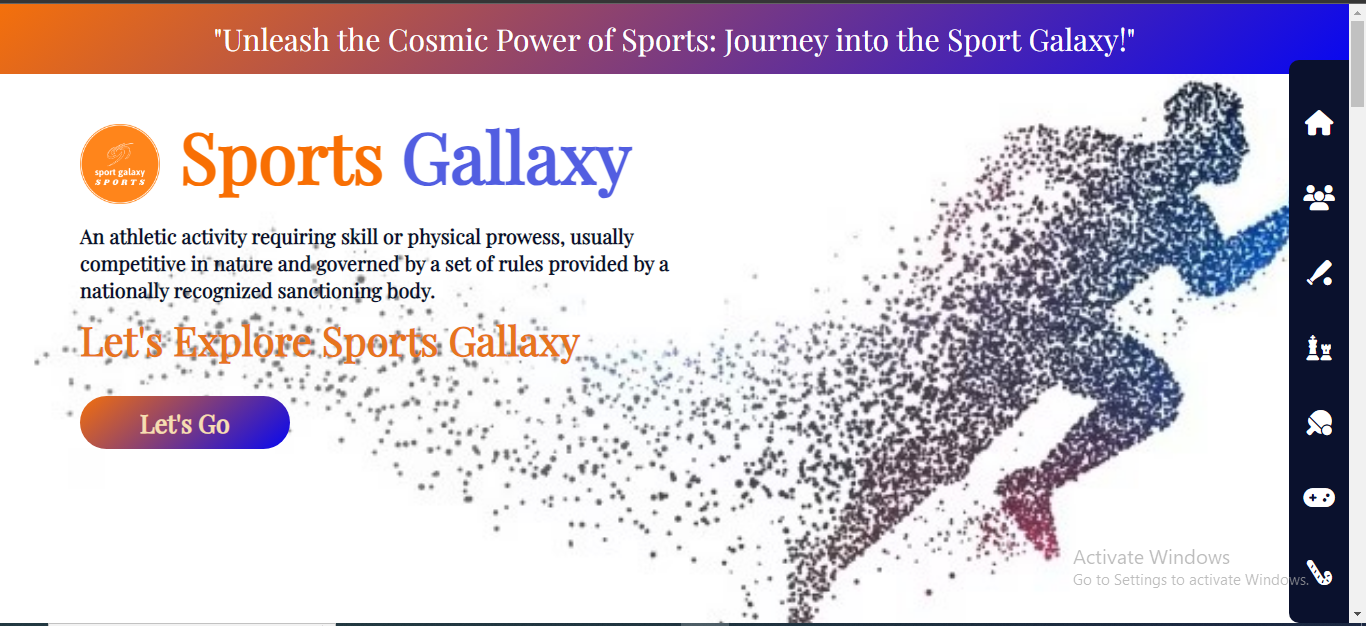 "Unleash the Cosmic Power of Sports: Journey into the Sport Galaxy!"
sport galaxy
SPORTS
Sports Gallaxy
An athletic activity requiring skill or physical prowess, usually
competitive in nature and governed by a set of rules provided by a
nationally recognized sanctioning body.
Let's Explore Sports Gallaxy
Let's Go
Activate Windows
Go to Settings to activate Windows.